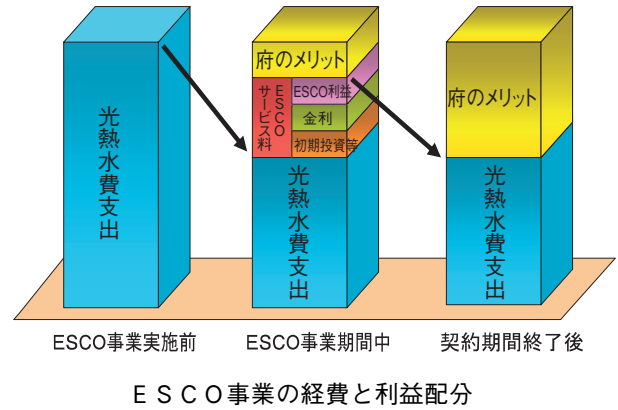 光熱水費支出
府のメリット
ESCOサービス料
ESCO利益
金利
初期投資等
光熱水費支出
府のメリット
光熱水費支出
ESCO事業実施前
ESCO事業期間中
契約期間終了後
ＥＳＣＯ事業の経費と利益配分